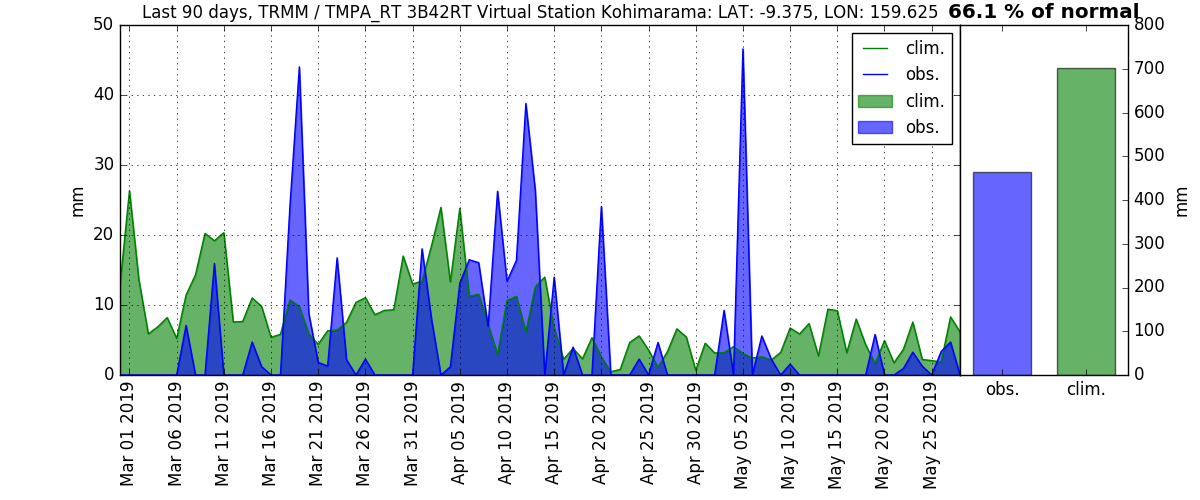 Last 90 days, TRMM / TMPA_RT 3B42RT Virtual Station Kohimarama: LAT: -9.375, LON: 159.625 66.1 % of normal
50
40
30
20
10
0
mm
clim.
obs.
clim.
obs.
800
700
600
500
400
300
200
100
0
mm
Mar 01 2019
Mar 06 2019
Mar 11 2019
Mar 16 2019
Mar 21 2019
Mar 26 2019
Mar 31 2019
Apr 05 2019
Apr 10 2019
Apr 15 2019
Apr 20 2019
Apr 25 2019
Apr 30 2019
May 05 2019
May 10 2019
May 15 2019
May 20 2019
May 25 2019
obs.
clim.